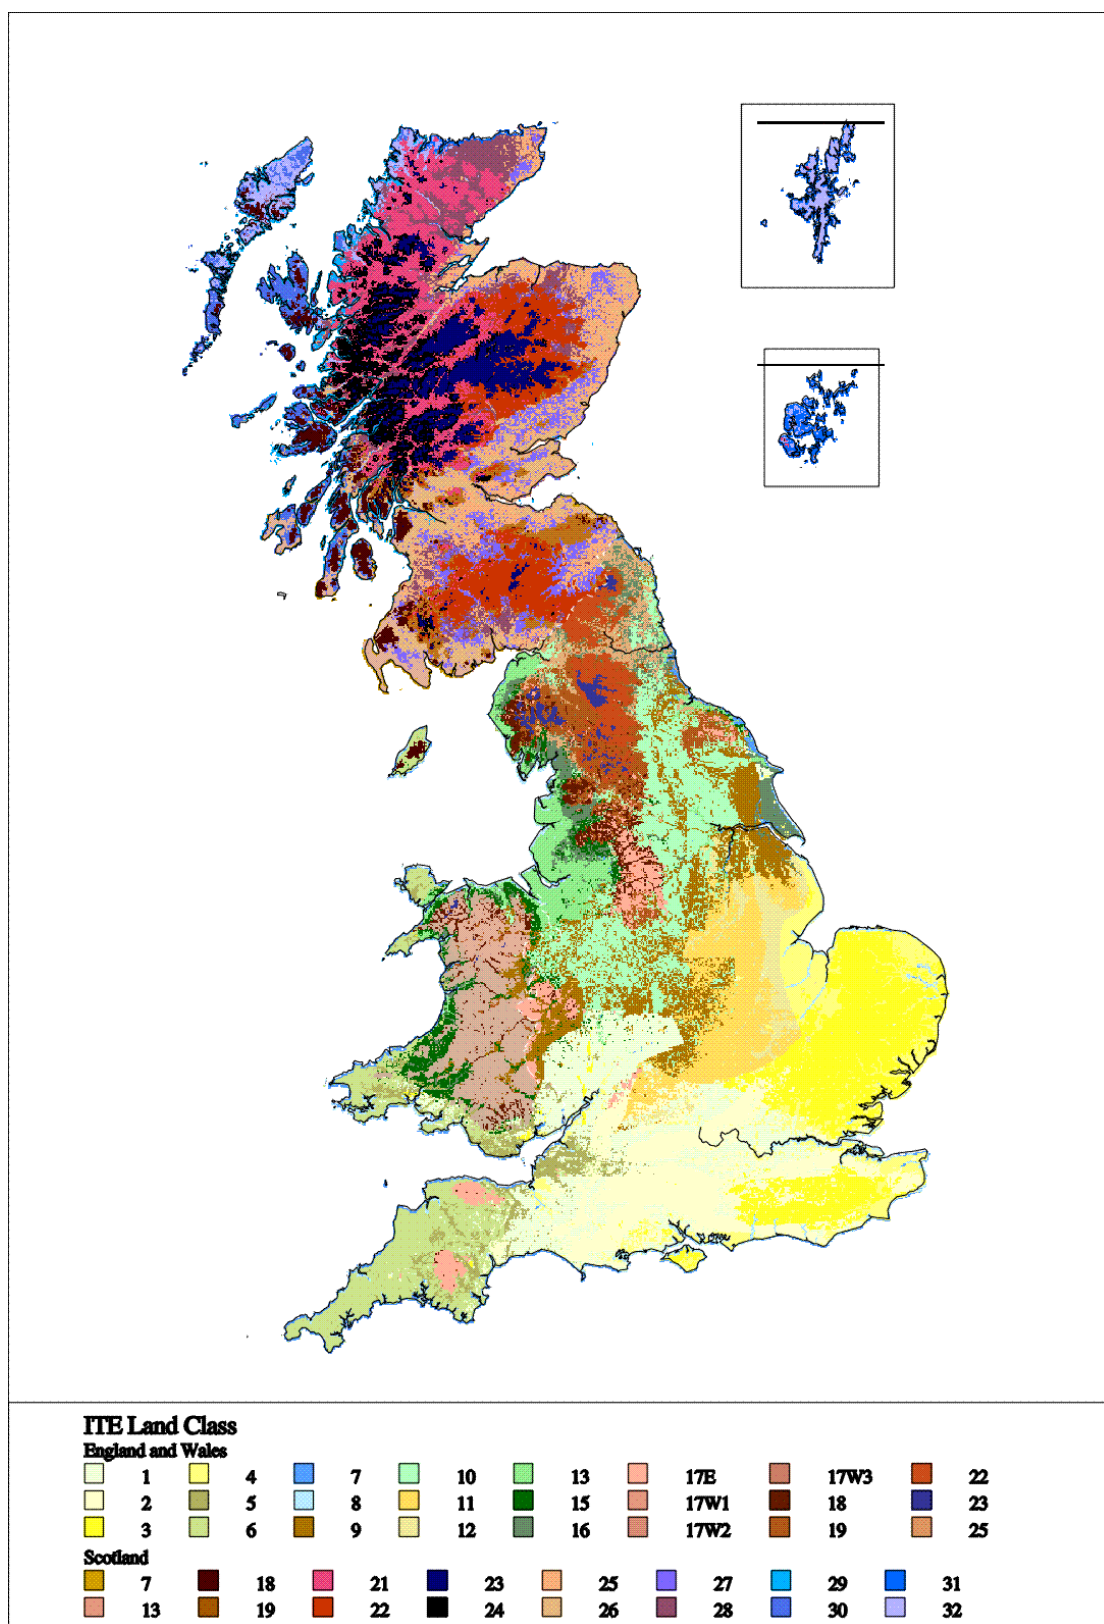 ITE Land Class
England and Wales
1 4 7 10 13 17E 17W3 22
2 5 8 11 15 17W1 18 23
3 6 9 12 16 17W2 19 25
Scotland
7 18 21 23 25 27 29 31
13 19 22 24 26 28 30 32